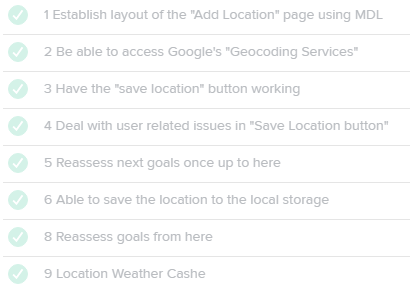 1 Establish layout of the "Add Location" page using MDL
2 Be able to access Google's "Geocoding Services"
3 Have the "save location" button working
4 Deal with user related issues in "Save Location button"
5 Reassess next goals once up to here
6 Able to save the location to the local storage
8 Reassess goals from here
9 Location Weather Cashe